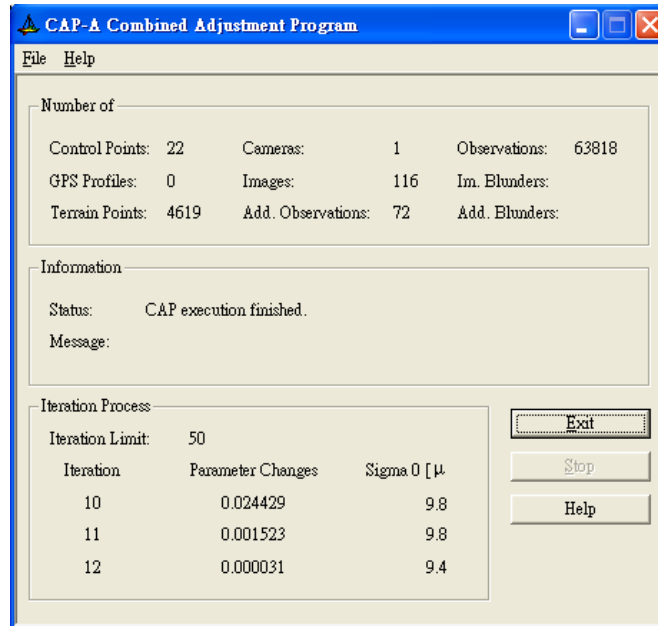 CAP-A Combined Adjustment Program
File Help
Number of
Control Points: 22 Cameras: 1 Observations: 63818
GPS Profiles: 0 Images: 116 Im. Blunders:
Terrain Points: 4619 Add. Observations: 72 Add. Blunders:
Information
Status: CAP execution finished.
Message:
Iteration Process
Iteration Limit: 50
Iteration Parameter Changes Sigma 0 [ μ
10 0.024429 9.8
11 0.001523 9.8
12 0.000031 9.4
Exit
Stop
Help